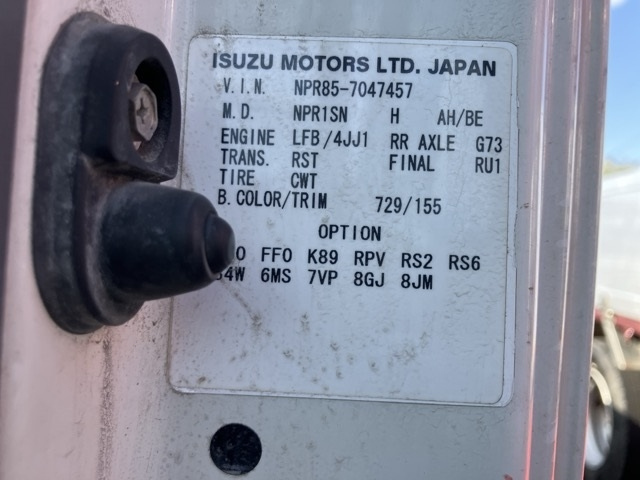 ISUZU MOTORS LTD. JAPAN
V.I.N. NPR85-7047457
M.D. NPR1SN H AH/BE
ENGINE LFB/4JJ1 RR AXLE G73
TRANS. RST FINAL RU1
TIRE CWT
B.COLOR/TRIM 729/155
OPTION
FF0 K89 RPV RS2 RS6
6MS 7VP 8GJ 8JM